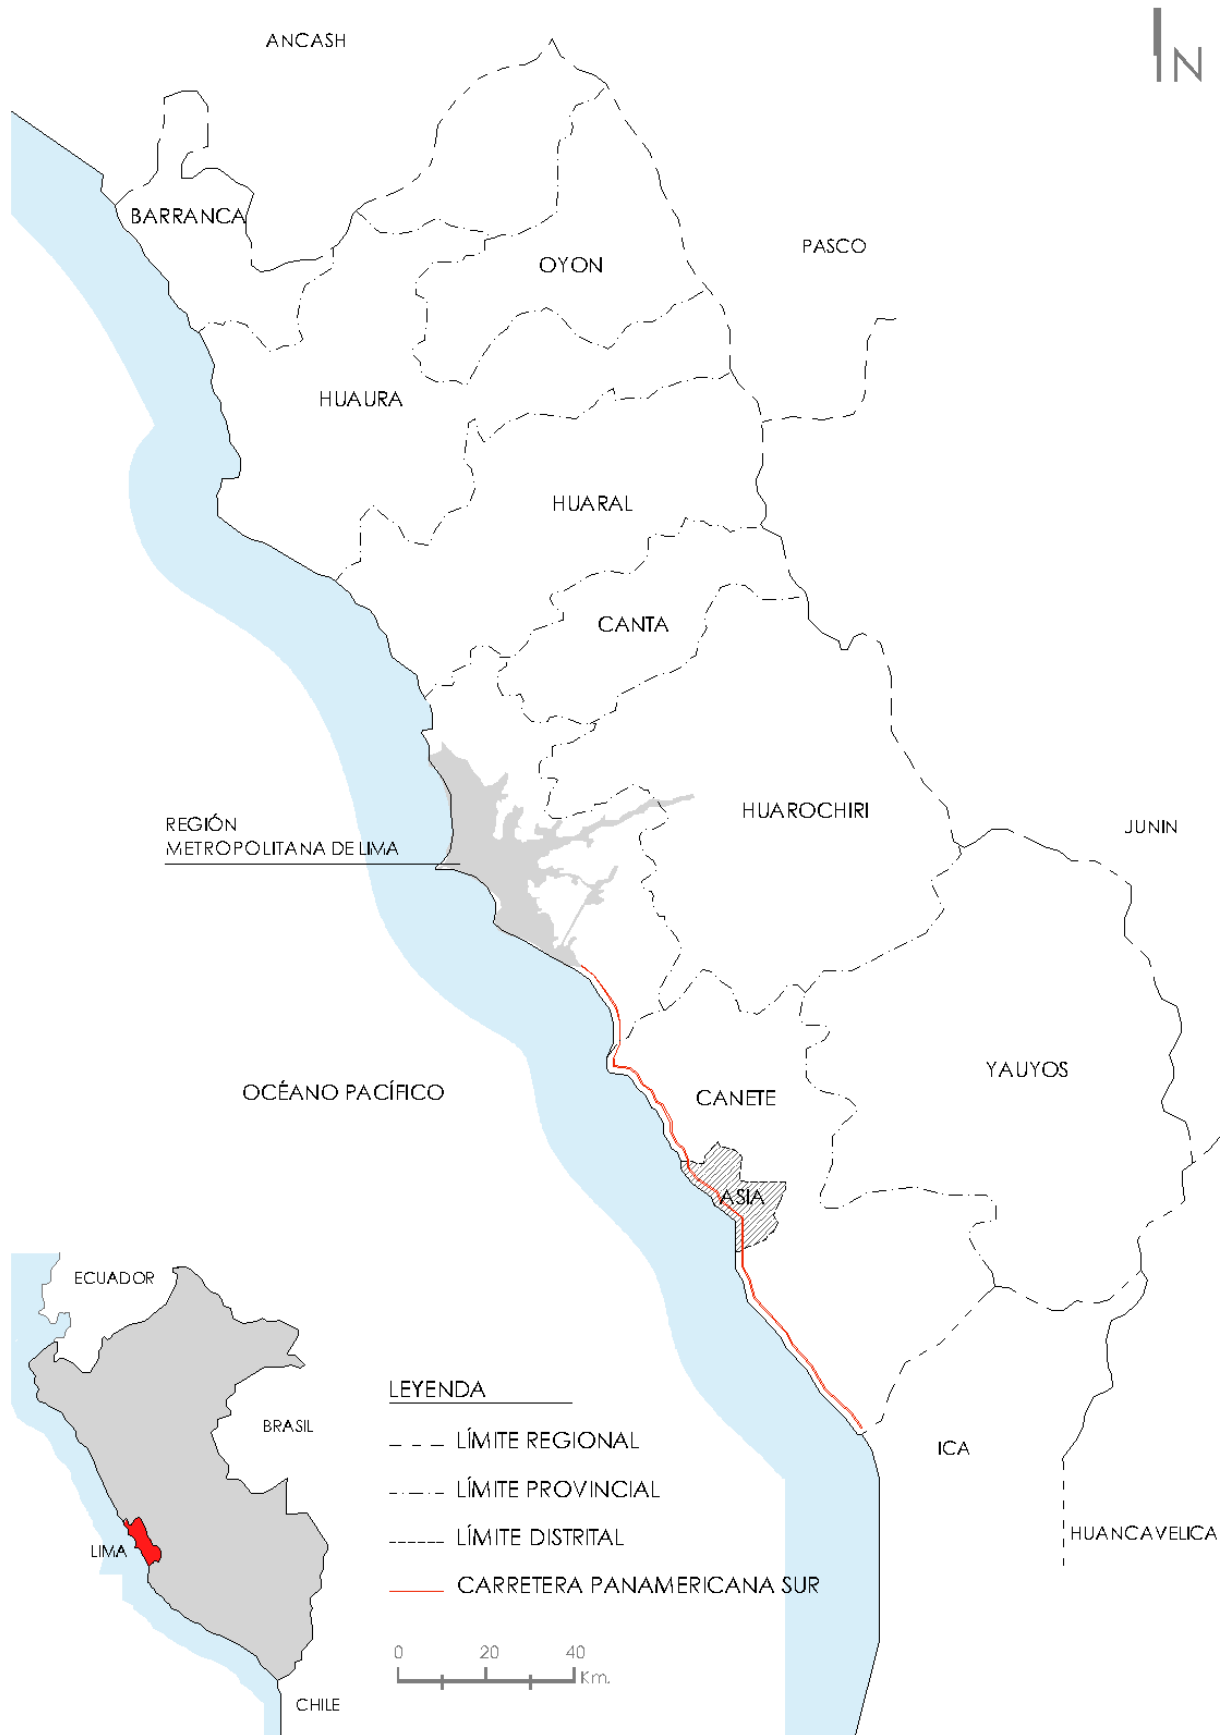 ANCASH
N
BARRANCA
PASCO
OYON
HUAURA
HUARAL
CANTA
HUAROCHIRI
REGIÓN
METROPOLITANA DE LIMA
JUNIN
YAUYOS
OCÉANO PACÍFICO
CANETE
ASIA
ECUADOR
BRASIL
LIMA
CHILE
LEYENDA
LÍMITE REGIONAL
LÍMITE PROVINCIAL
LÍMITE DISTRITAL
CARRETERA PANAMERICANA SUR
ICA
HUANCAVELICA
0 20 40
Km.